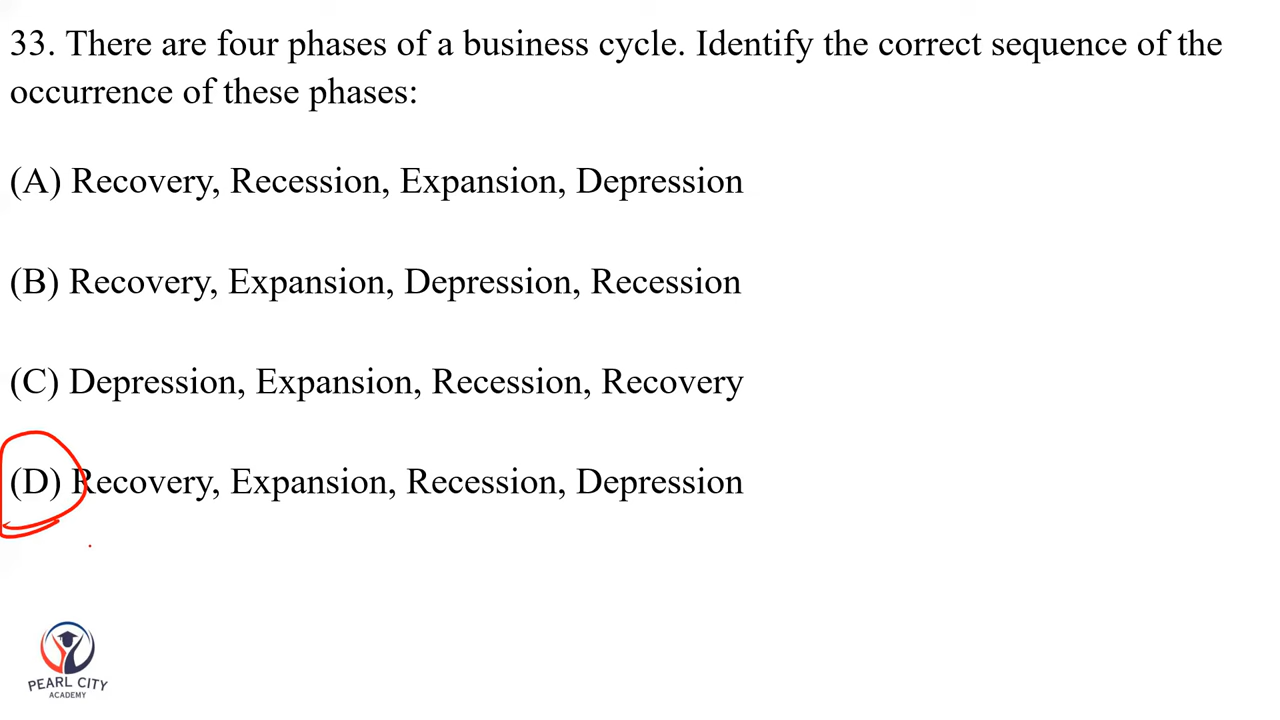 33. There are four phases of a business cycle. Identify the correct sequence of the
occurrence of these phases:
(A) Recovery, Recession, Expansion, Depression
(B) Recovery, Expansion, Depression, Recession
(C) Depression, Expansion, Recession, Recovery
(D) Recovery, Expansion, Recession, Depression
PEARL CITY
ACADEMY